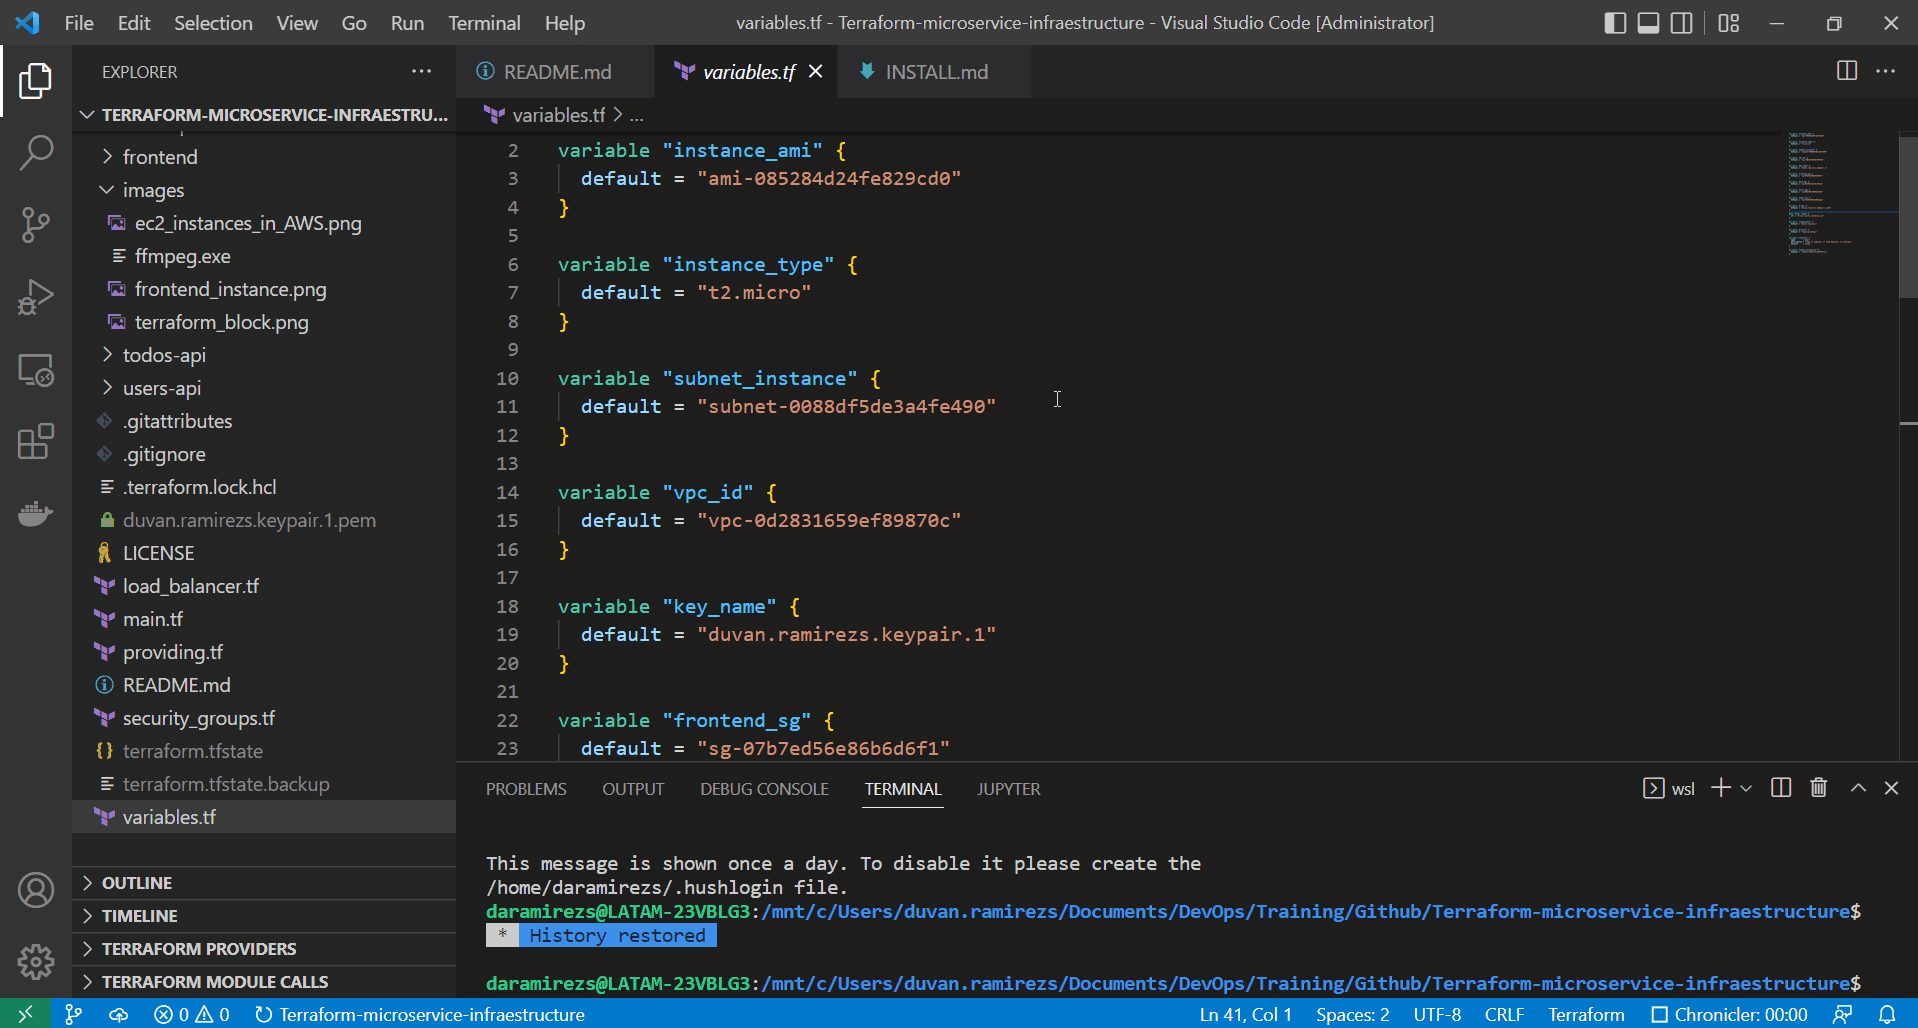 File Edit Selection View Go Run Terminal Help
variables.tf - Terraform-microservice-infraestructure - Visual Studio Code [Administrator]
EXPLORER
TERRAFORM-MICROSERVICE-INFRAESTRU...
frontend
images
ec2_instances_in_AWS.png
ffmpeg.exe
frontend_instance.png
terraform_block.png
todos-api
users-api
.gitattributes
.gitignore
.terraform.lock.hcl
duvan.ramirezs.keypair.1.pem
LICENSE
load_balancer.tf
main.tf
providing.tf
README.md
security_groups.tf
terraform.tfstate
terraform.tfstate.backup
variables.tf
OUTLINE
TIMELINE
TERRAFORM PROVIDERS
TERRAFORM MODULE CALLS
README.md variables.tf INSTALL.md
variables.tf > ...
2 variable "instance_ami" {
3 default = "ami-085284d24fe829cd0"
4 }
5
6 variable "instance_type" {
7 default = "t2.micro"
8 }
9
10 variable "subnet_instance" {
11 default = "subnet-0088df5de3a4fe490"
12 }
13
14 variable "vpc_id" {
15 default = "vpc-0d2831659ef89870c"
16 }
17
18 variable "key_name" {
19 default = "duvan.ramirezs.keypair.1"
20 }
21
22 variable "frontend_sg" {
23 default = "sg-07b7ed56e86b6d6f1"
PROBLEMS OUTPUT DEBUG CONSOLE TERMINAL JUPYTER
wsl
This message is shown once a day. To disable it please create the
/home/daramirezs/.hushlogin file.
daramirezs@LATAM-23VBLG3:/mnt/c/Users/duvan.ramirezs/Documents/DevOps/Training/Github/Terraform-microservice-infraestructure$
* History restored
daramirezs@LATAM-23VBLG3:/mnt/c/Users/duvan.ramirezs/Documents/DevOps/Training/Github/Terraform-microservice-infraestructure$
0 0 Terraform-microservice-infraestructure
Ln 41, Col 1 Spaces: 2 UTF-8 CRLF Terraform Chronicler: 00:00